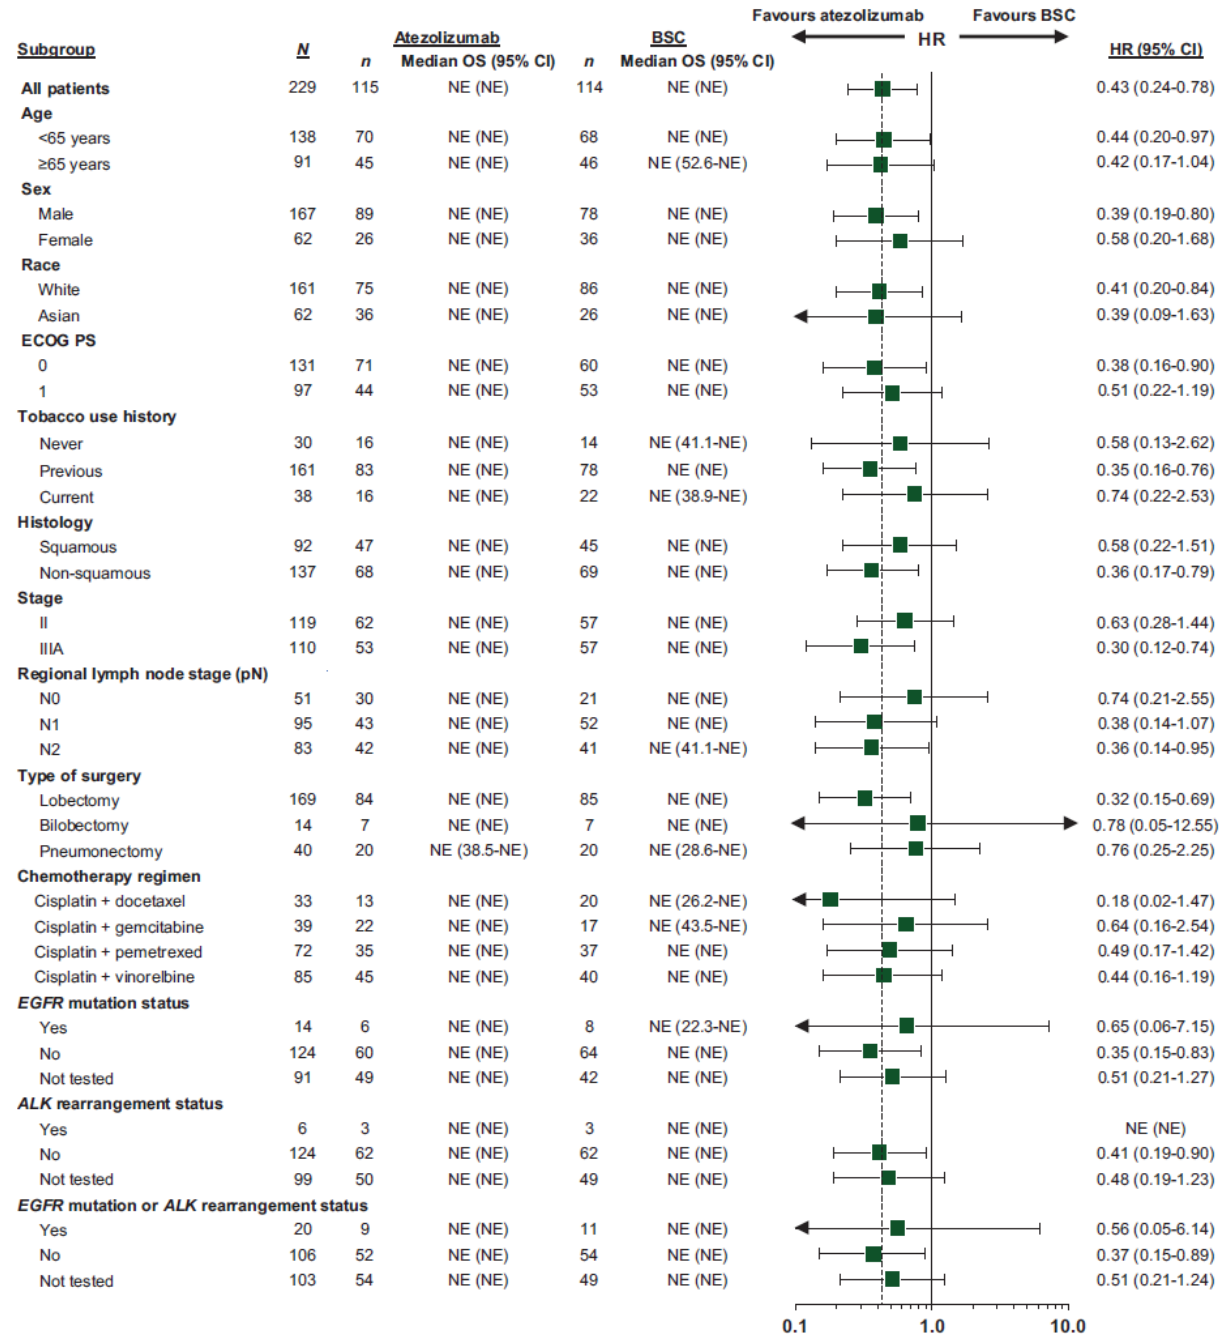 Favours atezolizumab Favours BSC
HR
Atezolizumab BSC
Subgroup N n Median OS (95% CI) n Median OS (95% CI) HR (95% CI)
All patients 229 115 NE (NE) 114 NE (NE) 0.43 (0.24-0.78)
Age
<65 years 138 70 NE (NE) 68 NE (NE) 0.44 (0.20-0.97)
≥65 years 91 45 NE (NE) 46 NE (52.6-NE) 0.42 (0.17-1.04)
Sex
Male 167 89 NE (NE) 78 NE (NE) 0.39 (0.19-0.80)
Female 62 26 NE (NE) 36 NE (NE) 0.58 (0.20-1.68)
Race
White 161 75 NE (NE) 86 NE (NE) 0.41 (0.20-0.84)
Asian 62 36 NE (NE) 26 NE (NE) 0.39 (0.09-1.63)
ECOG PS
0 131 71 NE (NE) 60 NE (NE) 0.38 (0.16-0.90)
1 97 44 NE (NE) 53 NE (NE) 0.51 (0.22-1.19)
Tobacco use history
Never 30 16 NE (NE) 14 NE (41.1-NE) 0.58 (0.13-2.62)
Previous 161 83 NE (NE) 78 NE (NE) 0.35 (0.16-0.76)
Current 38 16 NE (NE) 22 NE (38.9-NE) 0.74 (0.22-2.53)
Histology
Squamous 92 47 NE (NE) 45 NE (NE) 0.58 (0.22-1.51)
Non-squamous 137 68 NE (NE) 69 NE (NE) 0.36 (0.17-0.79)
Stage
II 119 62 NE (NE) 57 NE (NE) 0.63 (0.28-1.44)
IIIA 110 53 NE (NE) 57 NE (NE) 0.30 (0.12-0.74)
Regional lymph node stage (pN)
N0 51 30 NE (NE) 21 NE (NE) 0.74 (0.21-2.55)
N1 95 43 NE (NE) 52 NE (NE) 0.38 (0.14-1.07)
N2 83 42 NE (NE) 41 NE (41.1-NE) 0.36 (0.14-0.95)
Type of surgery
Lobectomy 169 84 NE (NE) 85 NE (NE) 0.32 (0.15-0.69)
Bilobectomy 14 7 NE (NE) 7 NE (NE) 0.78 (0.05-12.55)
Pneumonectomy 40 20 NE (38.5-NE) 20 NE (28.6-NE) 0.76 (0.25-2.25)
Chemotherapy regimen
Cisplatin + docetaxel 33 13 NE (NE) 20 NE (26.2-NE) 0.18 (0.02-1.47)
Cisplatin + gemcitabine 39 22 NE (NE) 17 NE (43.5-NE) 0.64 (0.16-2.54)
Cisplatin + pemetrexed 72 35 NE (NE) 37 NE (NE) 0.49 (0.17-1.42)
Cisplatin + vinorelbine 85 45 NE (NE) 40 NE (NE) 0.44 (0.16-1.19)
EGFR mutation status
Yes 14 6 NE (NE) 8 NE (22.3-NE) 0.65 (0.06-7.15)
No 124 60 NE (NE) 64 NE (NE) 0.35 (0.15-0.83)
Not tested 91 49 NE (NE) 42 NE (NE) 0.51 (0.21-1.27)
ALK rearrangement status
Yes 6 3 NE (NE) 3 NE (NE) NE (NE)
No 124 62 NE (NE) 62 NE (NE) 0.41 (0.19-0.90)
Not tested 99 50 NE (NE) 49 NE (NE) 0.48 (0.19-1.23)
EGFR mutation or ALK rearrangement status
Yes 20 9 NE (NE) 11 NE (NE) 0.56 (0.05-6.14)
No 106 52 NE (NE) 54 NE (NE) 0.37 (0.15-0.89)
Not tested 103 54 NE (NE) 49 NE (NE) 0.51 (0.21-1.24)
0.1 1.0 10.0